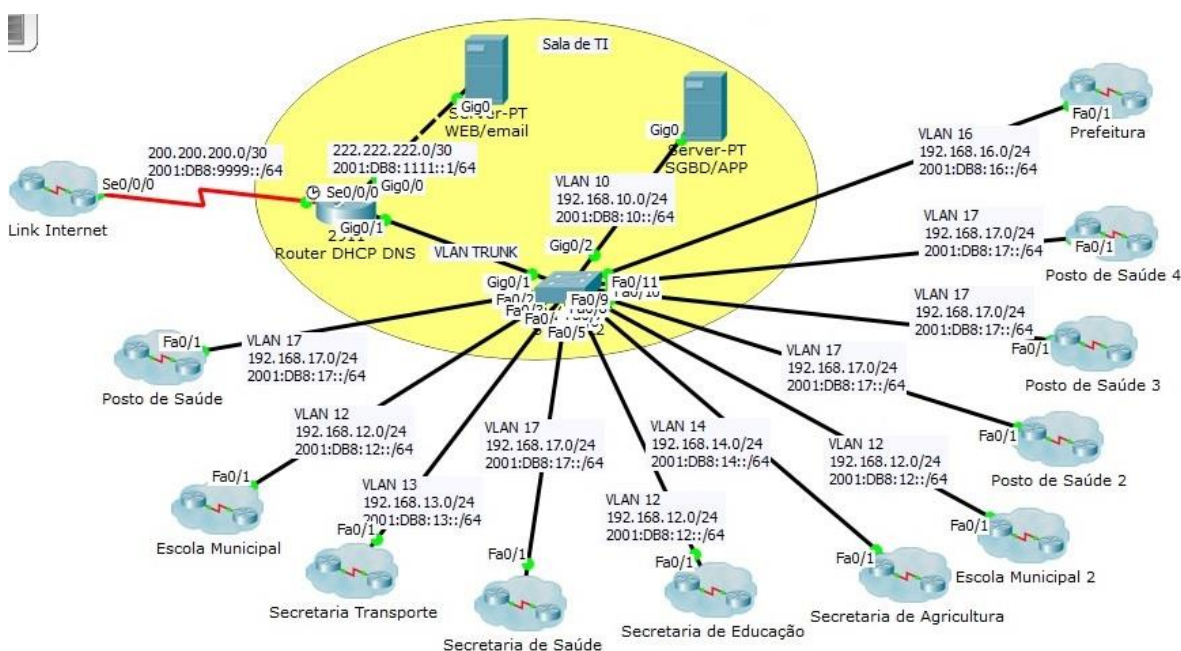 Sala de TI
Gig0
Server-PT
WEB/email
Gig0
Server-PT
SGBD/APP
Fa0/1
Prefeitura
VLAN 16
192.168.16.0/24
2001:DB8:16::/64
200.200.200.0/30
2001:DB8:9999::/64
222.222.222.0/30
2001:DB8:1111::1/64
Se0/0/0
Link Internet
Se0/0/0
Gig0/0
Gig0/1
2911
Router DHCP DNS
VLAN 10
192.168.10.0/24
2001:DB8:10::/64
VLAN TRUNK
Gig0/2
Gig0/1
VLAN 17
192.168.17.0/24
2001:DB8:17::/64
Fa0/1
Posto de Saúde 4
Fa0/11
Fa0/9
Fa0/5
VLAN 17
192.168.17.0/24
2001:DB8:17::/64
Fa0/1
Posto de Saúde 3
Fa0/1
VLAN 17
192.168.17.0/24
2001:DB8:17::/64
Posto de Saúde
VLAN 17
192.168.17.0/24
2001:DB8:17::/64
Fa0/1
Posto de Saúde 2
VLAN 12
192.168.12.0/24
2001:DB8:12::/64
Fa0/1
Escola Municipal
VLAN 13
192.168.13.0/24
2001:DB8:13::/64
Fa0/1
Secretaria Transporte
VLAN 17
192.168.17.0/24
2001:DB8:17::/64
Fa0/1
Secretaria de Saúde
VLAN 12
192.168.12.0/24
2001:DB8:12::/64
Fa0/1
Secretaria de Educação
VLAN 14
192.168.14.0/24
2001:DB8:14::/64
Fa0/1
Secretaria de Agricultura
VLAN 12
192.168.12.0/24
2001:DB8:12::/64
Fa0/1
Escola Municipal 2